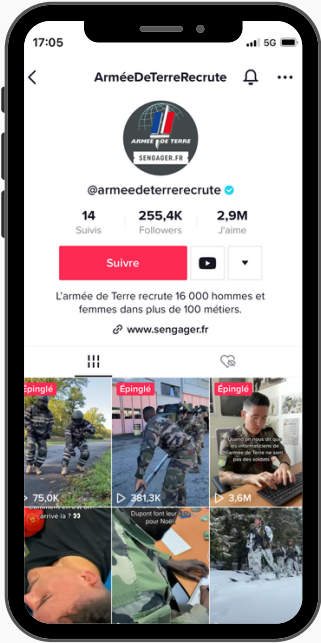 17:05
5G
ArméeDeTerreRecrute
ARMÉE DE TERRE
SENGAGER.FR
@armeedeterrerecrute
14
255,4K
2,9M
Suivis
Followers
J'aime
Suivre
L'armée de Terre recrute 16 000 hommes et
femmes dans plus de 100 métiers.
www.sengager.fr
Épinglé
Épinglé
Épinglé
Quand on nous dit que
les informaticiens de
l'armée de Terre ne sont
pas des soldats
75,0K
381,3K
3,6M
arrive là ?
Dupont font leur
pour Noël